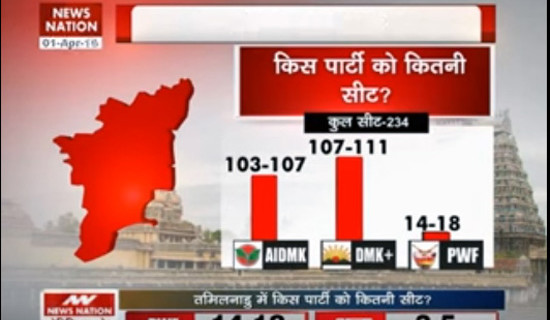 NEWS
NATION
01-Apr-16
किस पार्टी को कितनी
सीट?
कुल सीट-234
103-107
107-111
14-18
AIDMK
DMK+
PWF
NEWS NATION
तमिलनाडु में किस पार्टी को कितनी सीट?